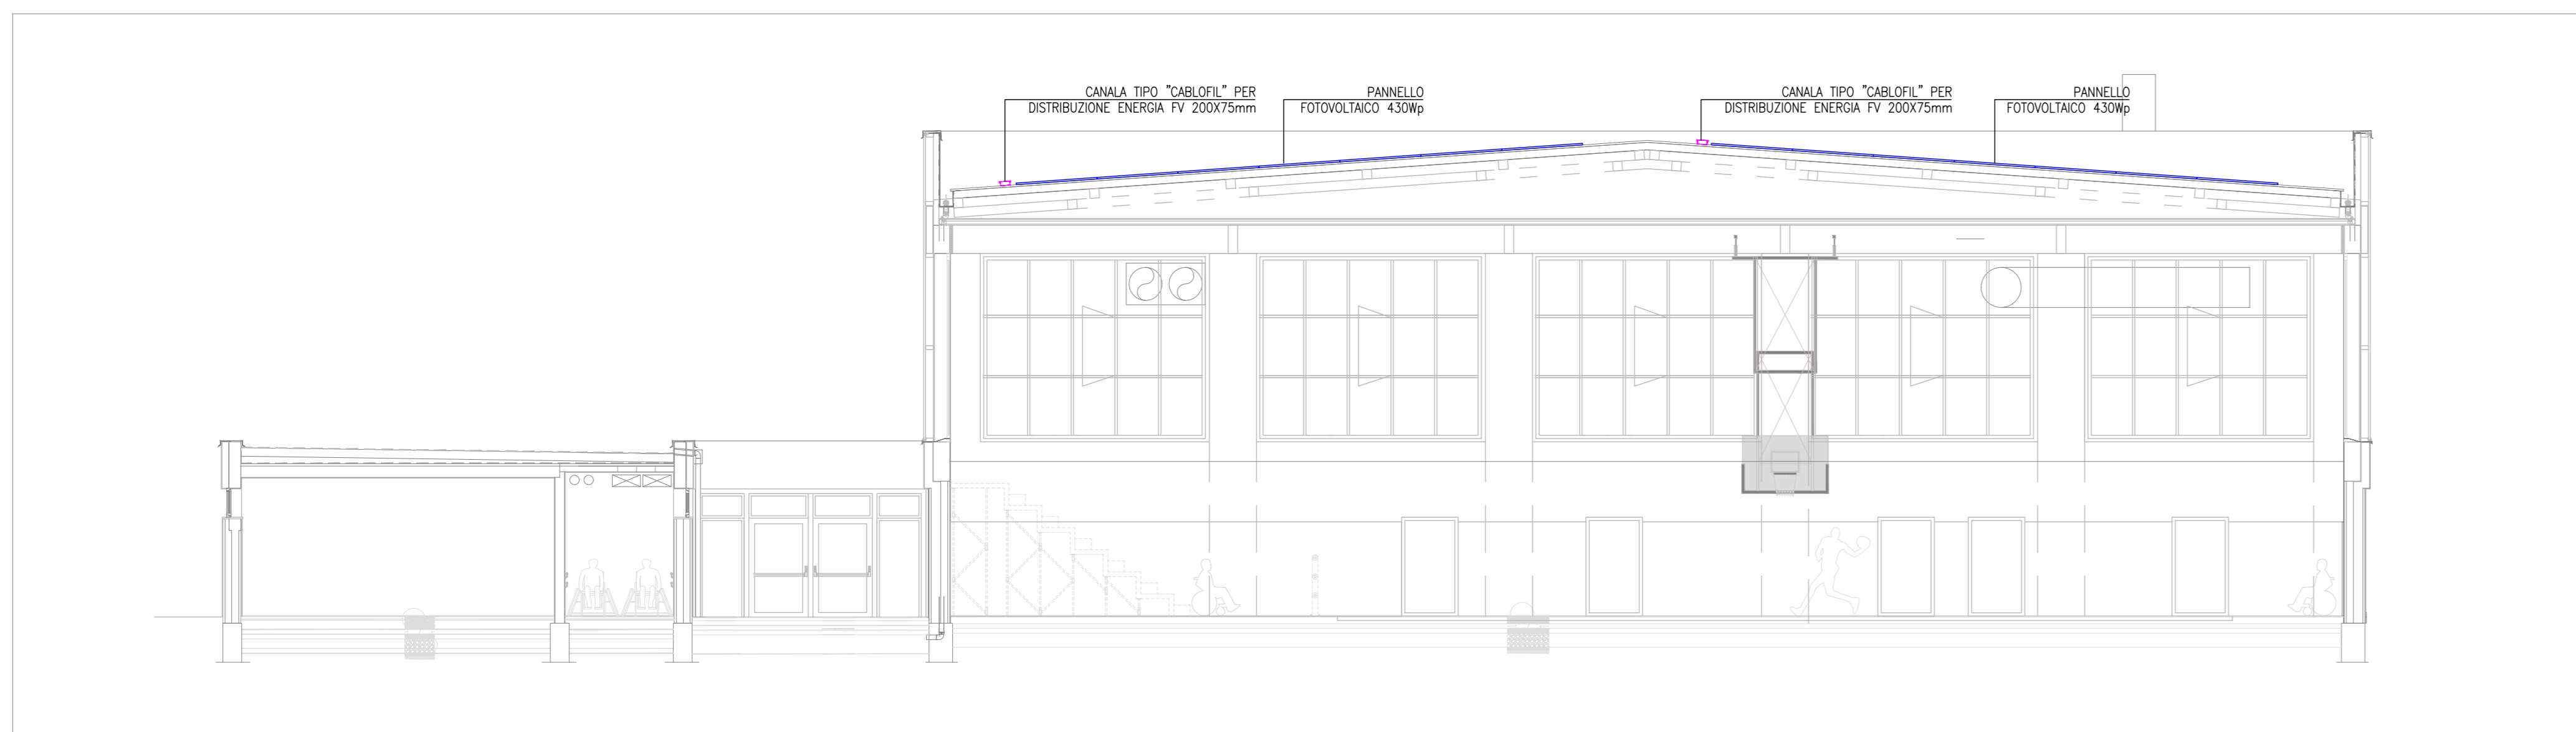 CANALA TIPO "CABLOFIL" PER
DISTRIBUZIONE ENERGIA FV 200X75mm
PANNELLO
FOTOVOLTAICO 430Wp
CANALA TIPO "CABLOFIL" PER
DISTRIBUZIONE ENERGIA FV 200X75mm
PANNELLO
FOTOVOLTAICO 430Wp